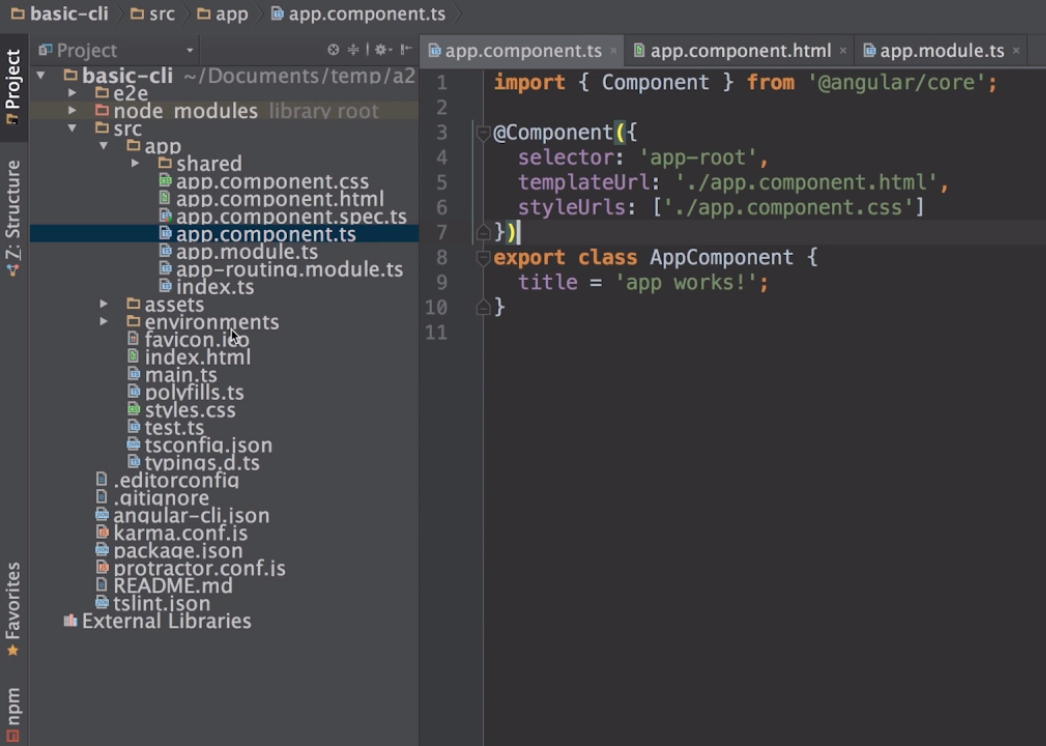 basic-cli src app app.component.ts
Project
app.component.ts × app.component.html × app.module.ts ×
Project
Z: Structure
Favorites
npm
basic-cli ~/Documents/temp/a2
e2e
node_modules library root
src
app
shared
app.component.css
app.component.html
app.component.spec.ts
app.component.ts
app.module.ts
app-routing.module.ts
index.ts
assets
environments
favicon.ico
index.html
main.ts
polyfills.ts
styles.css
test.ts
tsconfig.json
typings.d.ts
.editorconfig
.gitignore
angular-cli.json
karma.conf.js
package.json
protractor.conf.js
README.md
tslint.json
External Libraries
1 import { Component } from '@angular/core';
2
3 @Component({
4 selector: 'app-root',
5 templateUrl: './app.component.html',
6 styleUrls: ['./app.component.css']
7 })
8 export class AppComponent {
9 title = 'app works!';
10 }
11